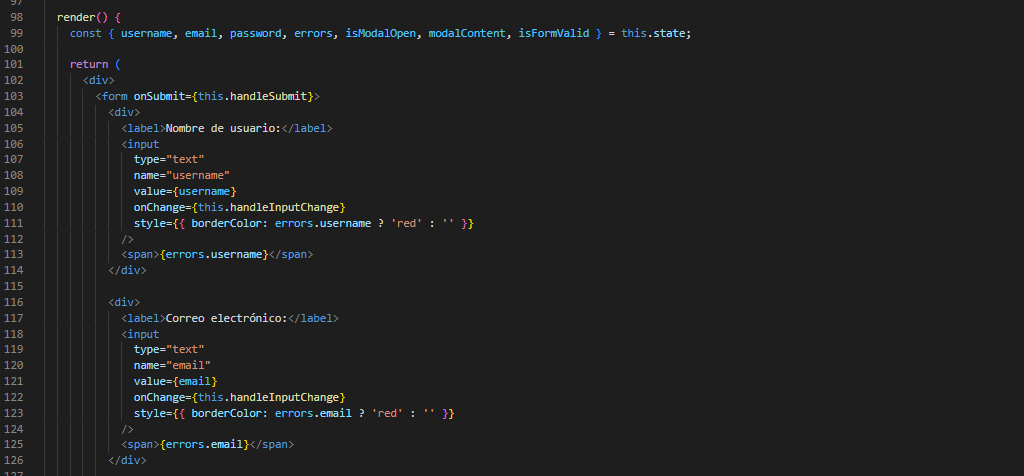 97
98 render() {
99 const { username, email, password, errors, isModalOpen, modalContent, isFormValid } = this.state;
100
101 return (
102 <div>
103 <form onSubmit={this.handleSubmit}>
104 <div>
105 <label>Nombre de usuario:</label>
106 <input
107 type="text"
108 name="username"
109 value={username}
110 onChange={this.handleInputChange}
111 style={{ borderColor: errors.username ? 'red' : '' }}
112 />
113 <span>{errors.username}</span>
114 </div>
115
116 <div>
117 <label>Correo electrónico:</label>
118 <input
119 type="text"
120 name="email"
121 value={email}
122 onChange={this.handleInputChange}
123 style={{ borderColor: errors.email ? 'red' : '' }}
124 />
125 <span>{errors.email}</span>
126 </div>
127